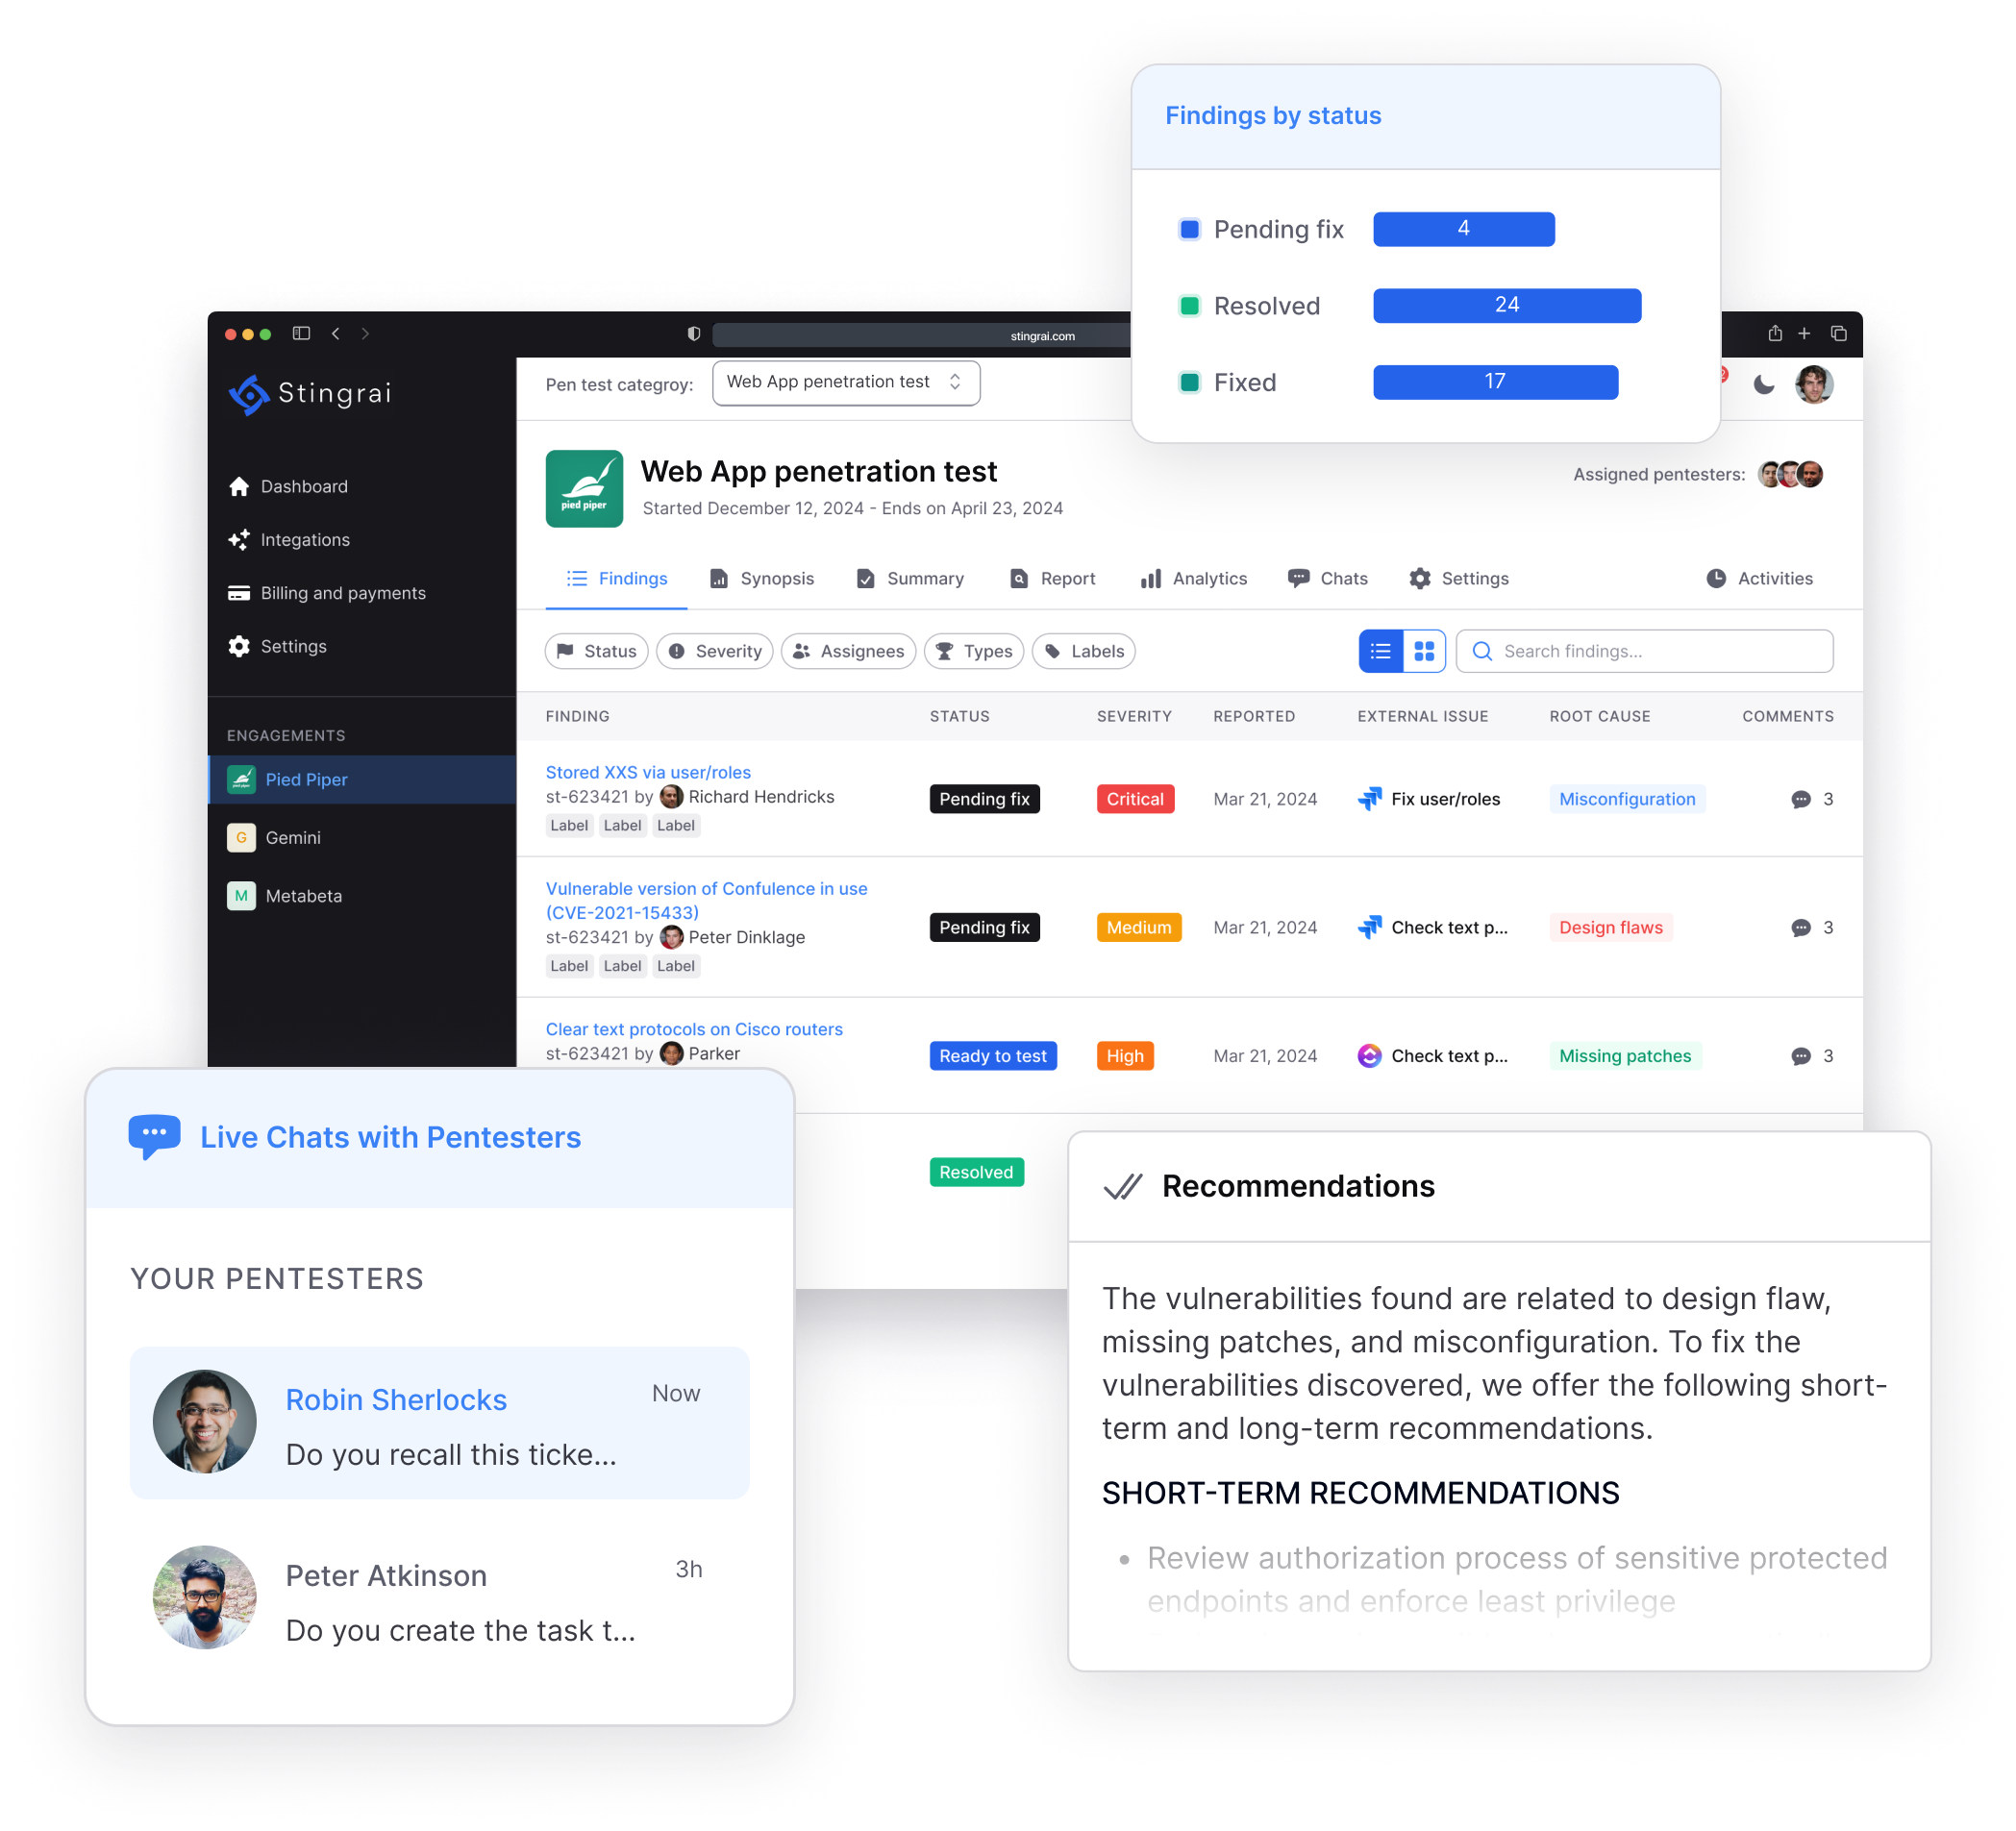 Findings by status
Pending fix 4
Resolved 24
Fixed 17
stingrai.com
Stingrai
Dashboard
Integations
Billing and payments
Settings
ENGAGEMENTS
pied piper
Pied Piper
G Gemini
M Metabeta
Pen test categroy: Web App penetration test 2
pied piper
Web App penetration test
Started December 12, 2024 - Ends on April 23, 2024
Assigned pentesters:
Findings Synopsis Summary Report Analytics Chats Settings Activities
Status Severity Assignees Types Labels Search findings...
FINDING STATUS SEVERITY REPORTED EXTERNAL ISSUE ROOT CAUSE COMMENTS
Stored XXS via user/roles
st-623421 by Richard Hendricks
Label Label Label
Pending fix Critical Mar 21, 2024 Fix user/roles Misconfiguration 3
Vulnerable version of Confulence in use
(CVE-2021-15433)
st-623421 by Peter Dinklage
Label Label Label
Pending fix Medium Mar 21, 2024 Check text p... Design flaws 3
Clear text protocols on Cisco routers
st-623421 by Parker
Ready to test High Mar 21, 2024 Check text p... Missing patches 3
Resolved
Live Chats with Pentesters
YOUR PENTESTERS
Robin Sherlocks Now
Do you recall this ticke...
Peter Atkinson 3h
Do you create the task t...
Recommendations
The vulnerabilities found are related to design flaw,
missing patches, and misconfiguration. To fix the
vulnerabilities discovered, we offer the following short-
term and long-term recommendations.
SHORT-TERM RECOMMENDATIONS
• Review authorization process of sensitive protected
endpoints and enforce least privilege